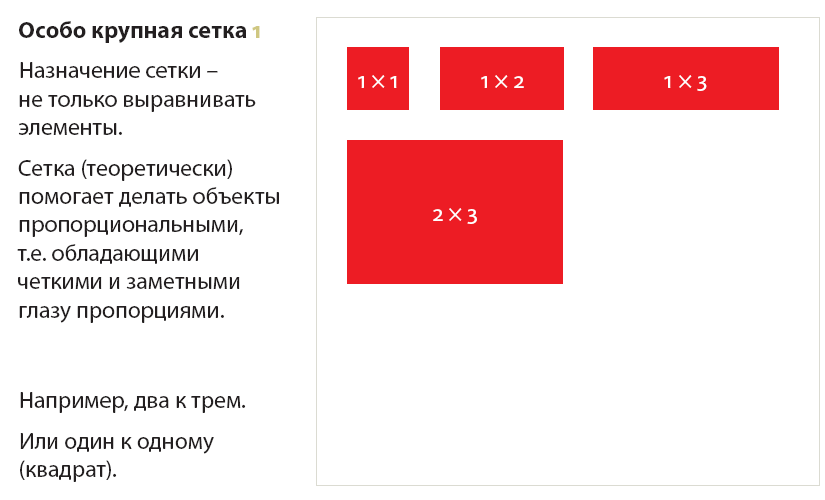 Особо крупная сетка 1
Назначение сетки –
не только выравнивать
элементы.
Сетка (теоретически)
помогает делать объекты
пропорциональными,
т.е. обладающими
четкими и заметными
глазу пропорциями.
Например, два к трем.
Или один к одному
(квадрат).
1×1
1×2
1×3
2×3